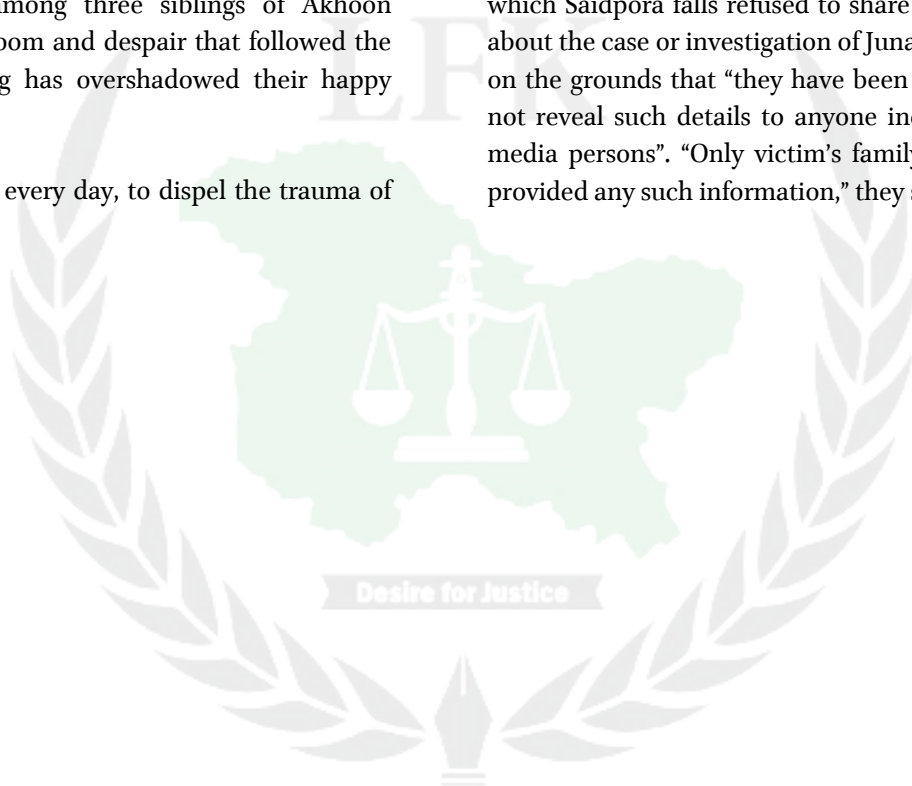 among three siblings of Akhoon
oom and despair that followed the
g has overshadowed their happy
every day, to dispel the trauma of
which Saidpora falls refused to share
about the case or investigation of Juna
on the grounds that “they have been
not reveal such details to anyone inc
media persons”. “Only victim’s family
provided any such information,” they s
LFK
Desire for Justice